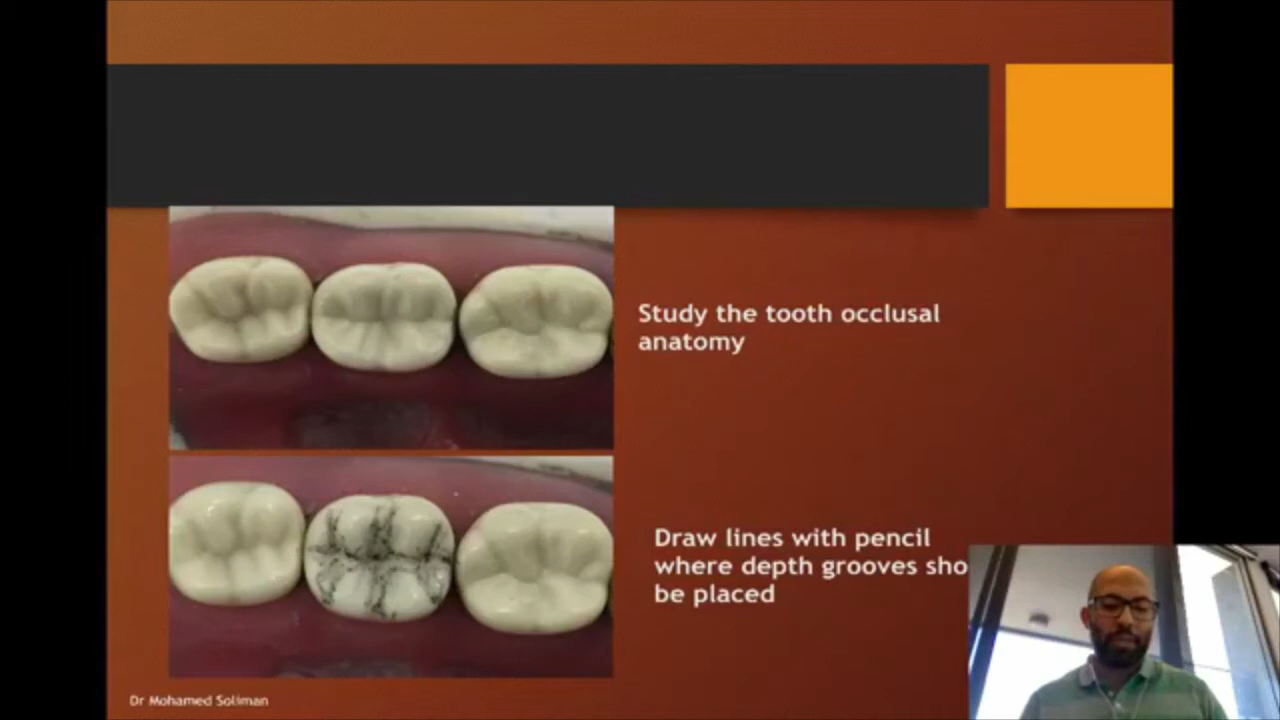 Study the tooth occlusal
anatomy
Draw lines with pencil
where depth grooves sho
be placed
Dr Mohamed Soliman